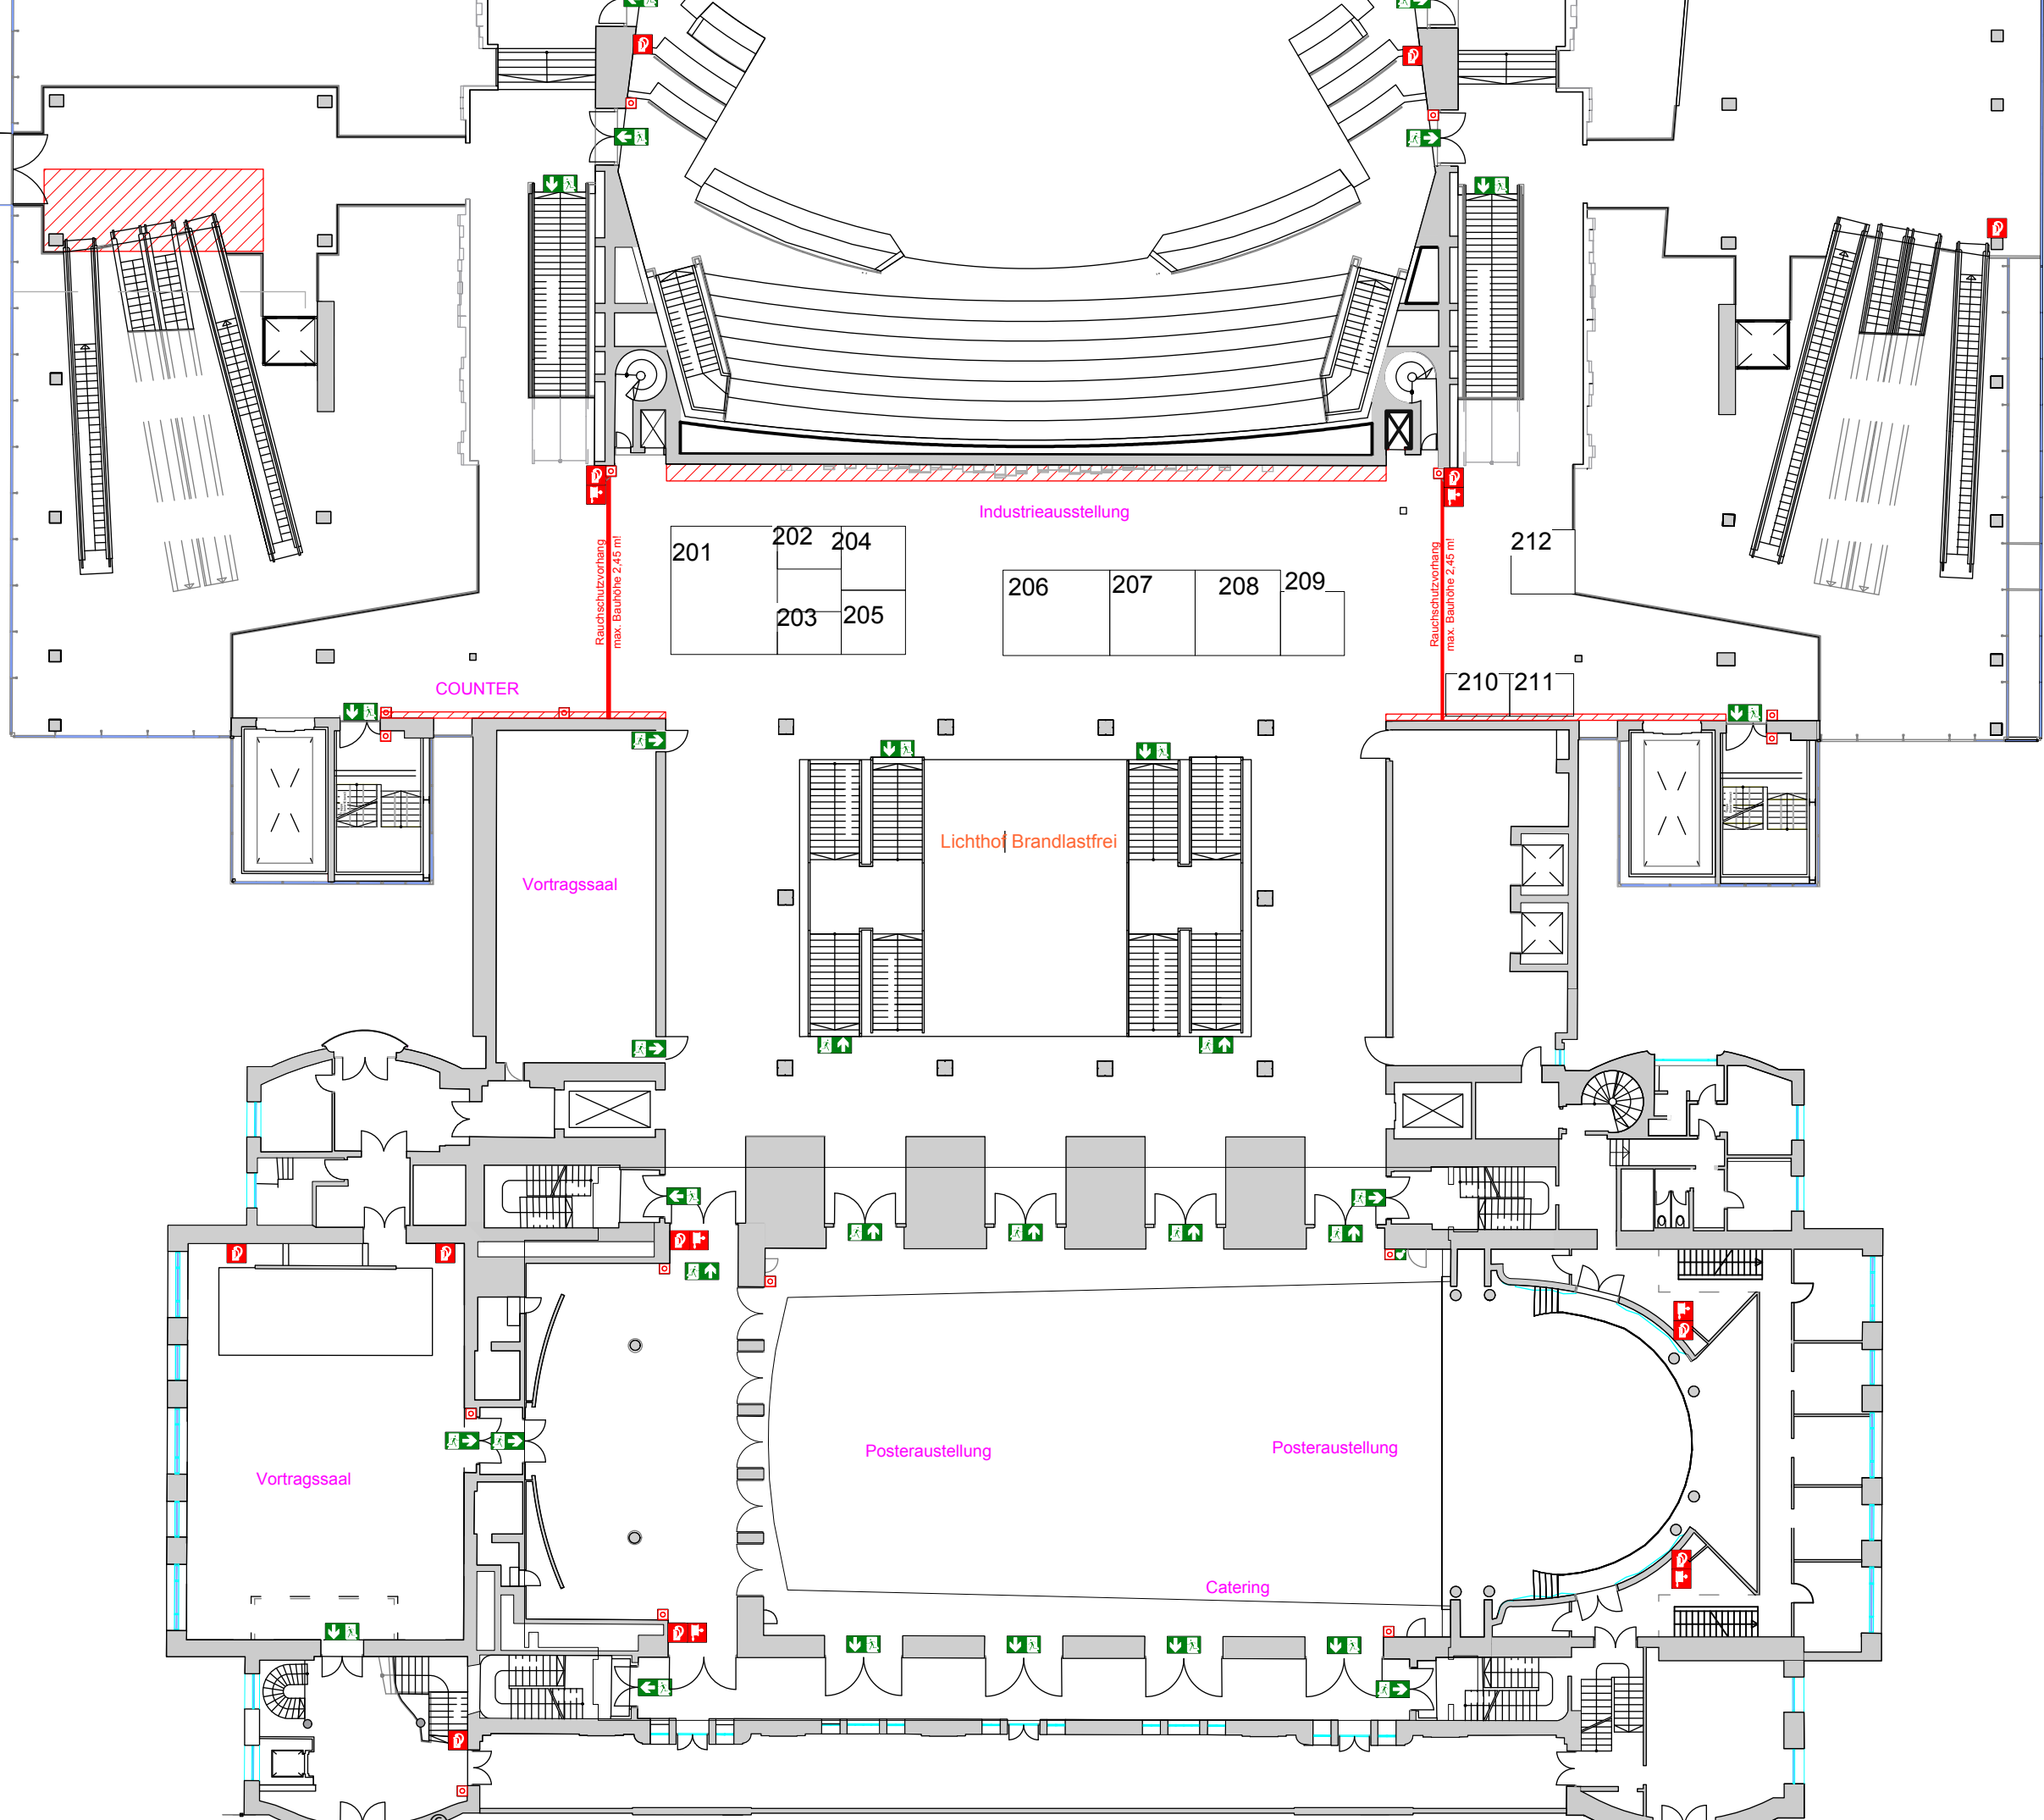 Industrieausstellung
201
202
204
203
205
206
207
208
209
212
Rauchschutzvorhang
max. Bauhöhe 2,45 m!
Rauchschutzvorhang
max. Bauhöhe 2,45 m!
COUNTER
210
211
Lichthof Brandlastfrei
Vortragssaal
Posteraustellung
Posteraustellung
Vortragssaal
Catering